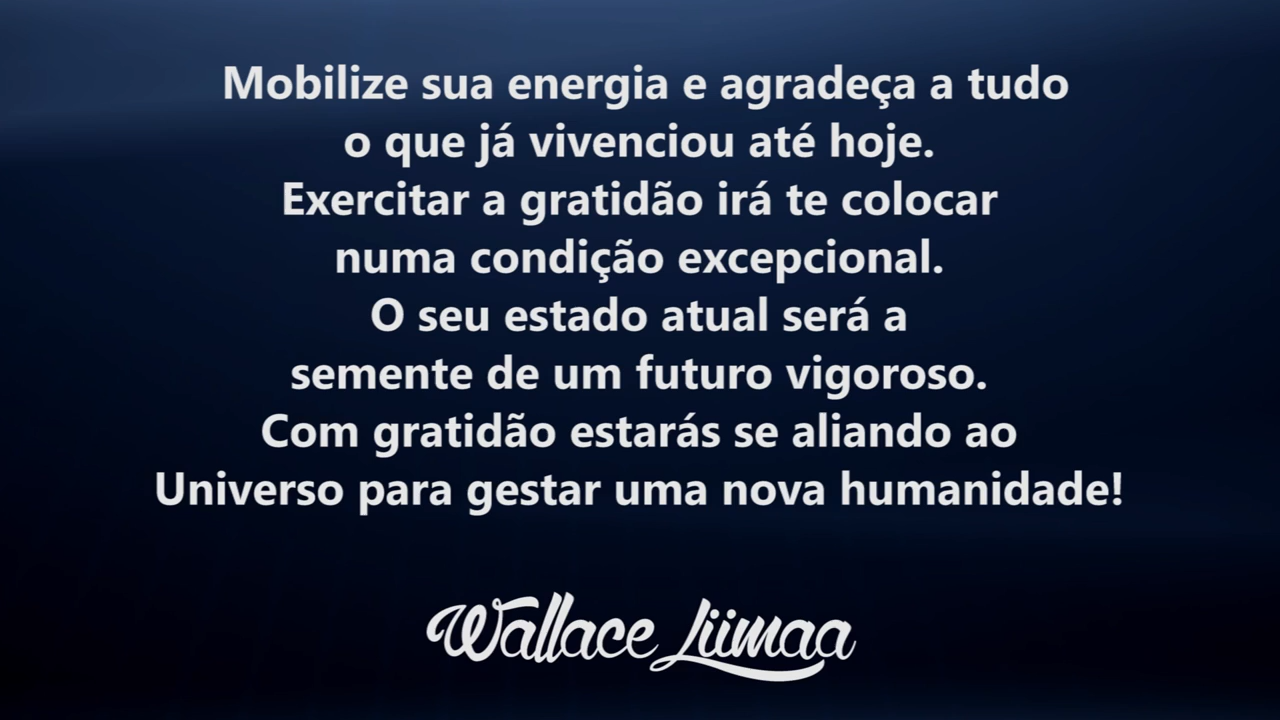 Mobilize sua energia e agradeça a tudo
o que já vivenciou até hoje.
Exercitar a gratidão irá te colocar
numa condição excepcional.
O seu estado atual será a
semente de um futuro vigoroso.
Com gratidão estarás se aliando ao
Universo para gestar uma nova humanidade!
Wallace Liimaa